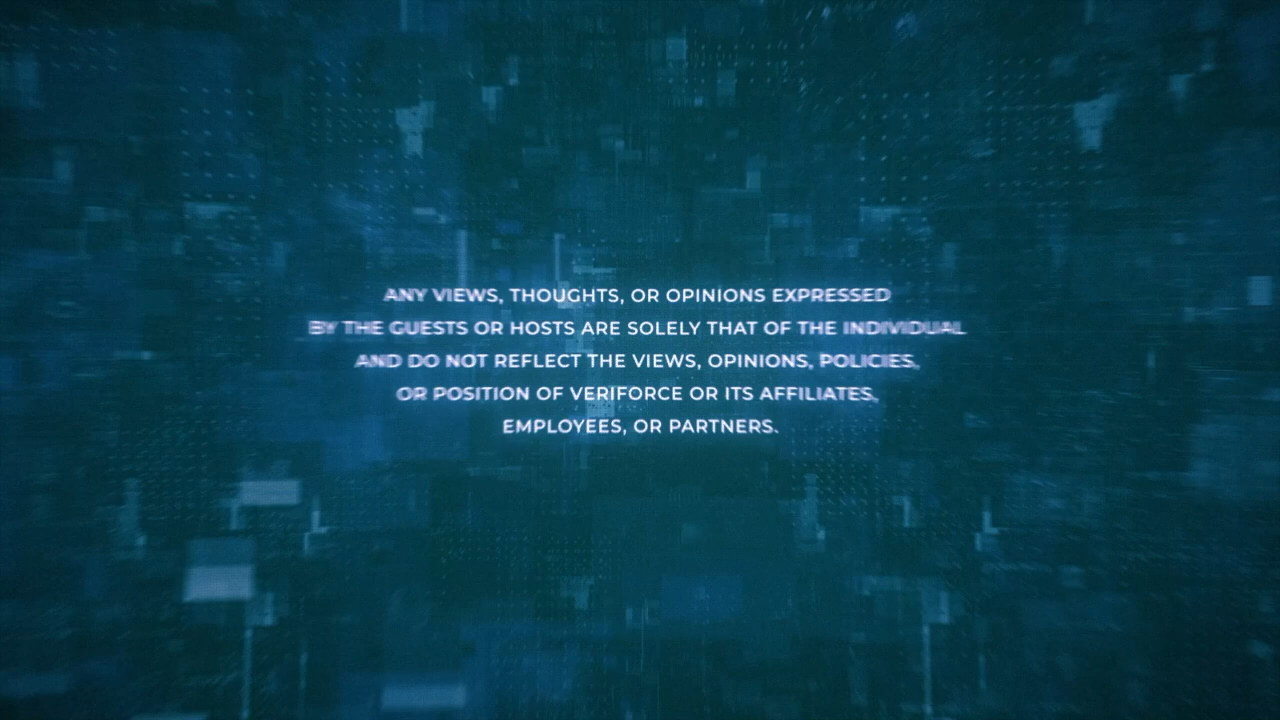 ANY VIEWS, THOUGHTS, OR OPINIONS EXPRESSED
BY THE GUESTS OR HOSTS ARE SOLELY THAT OF THE INDIVIDUAL
AND DO NOT REFLECT THE VIEWS, OPINIONS, POLICIES,
OR POSITION OF VERIFORCE OR ITS AFFILIATES,
EMPLOYEES, OR PARTNERS.